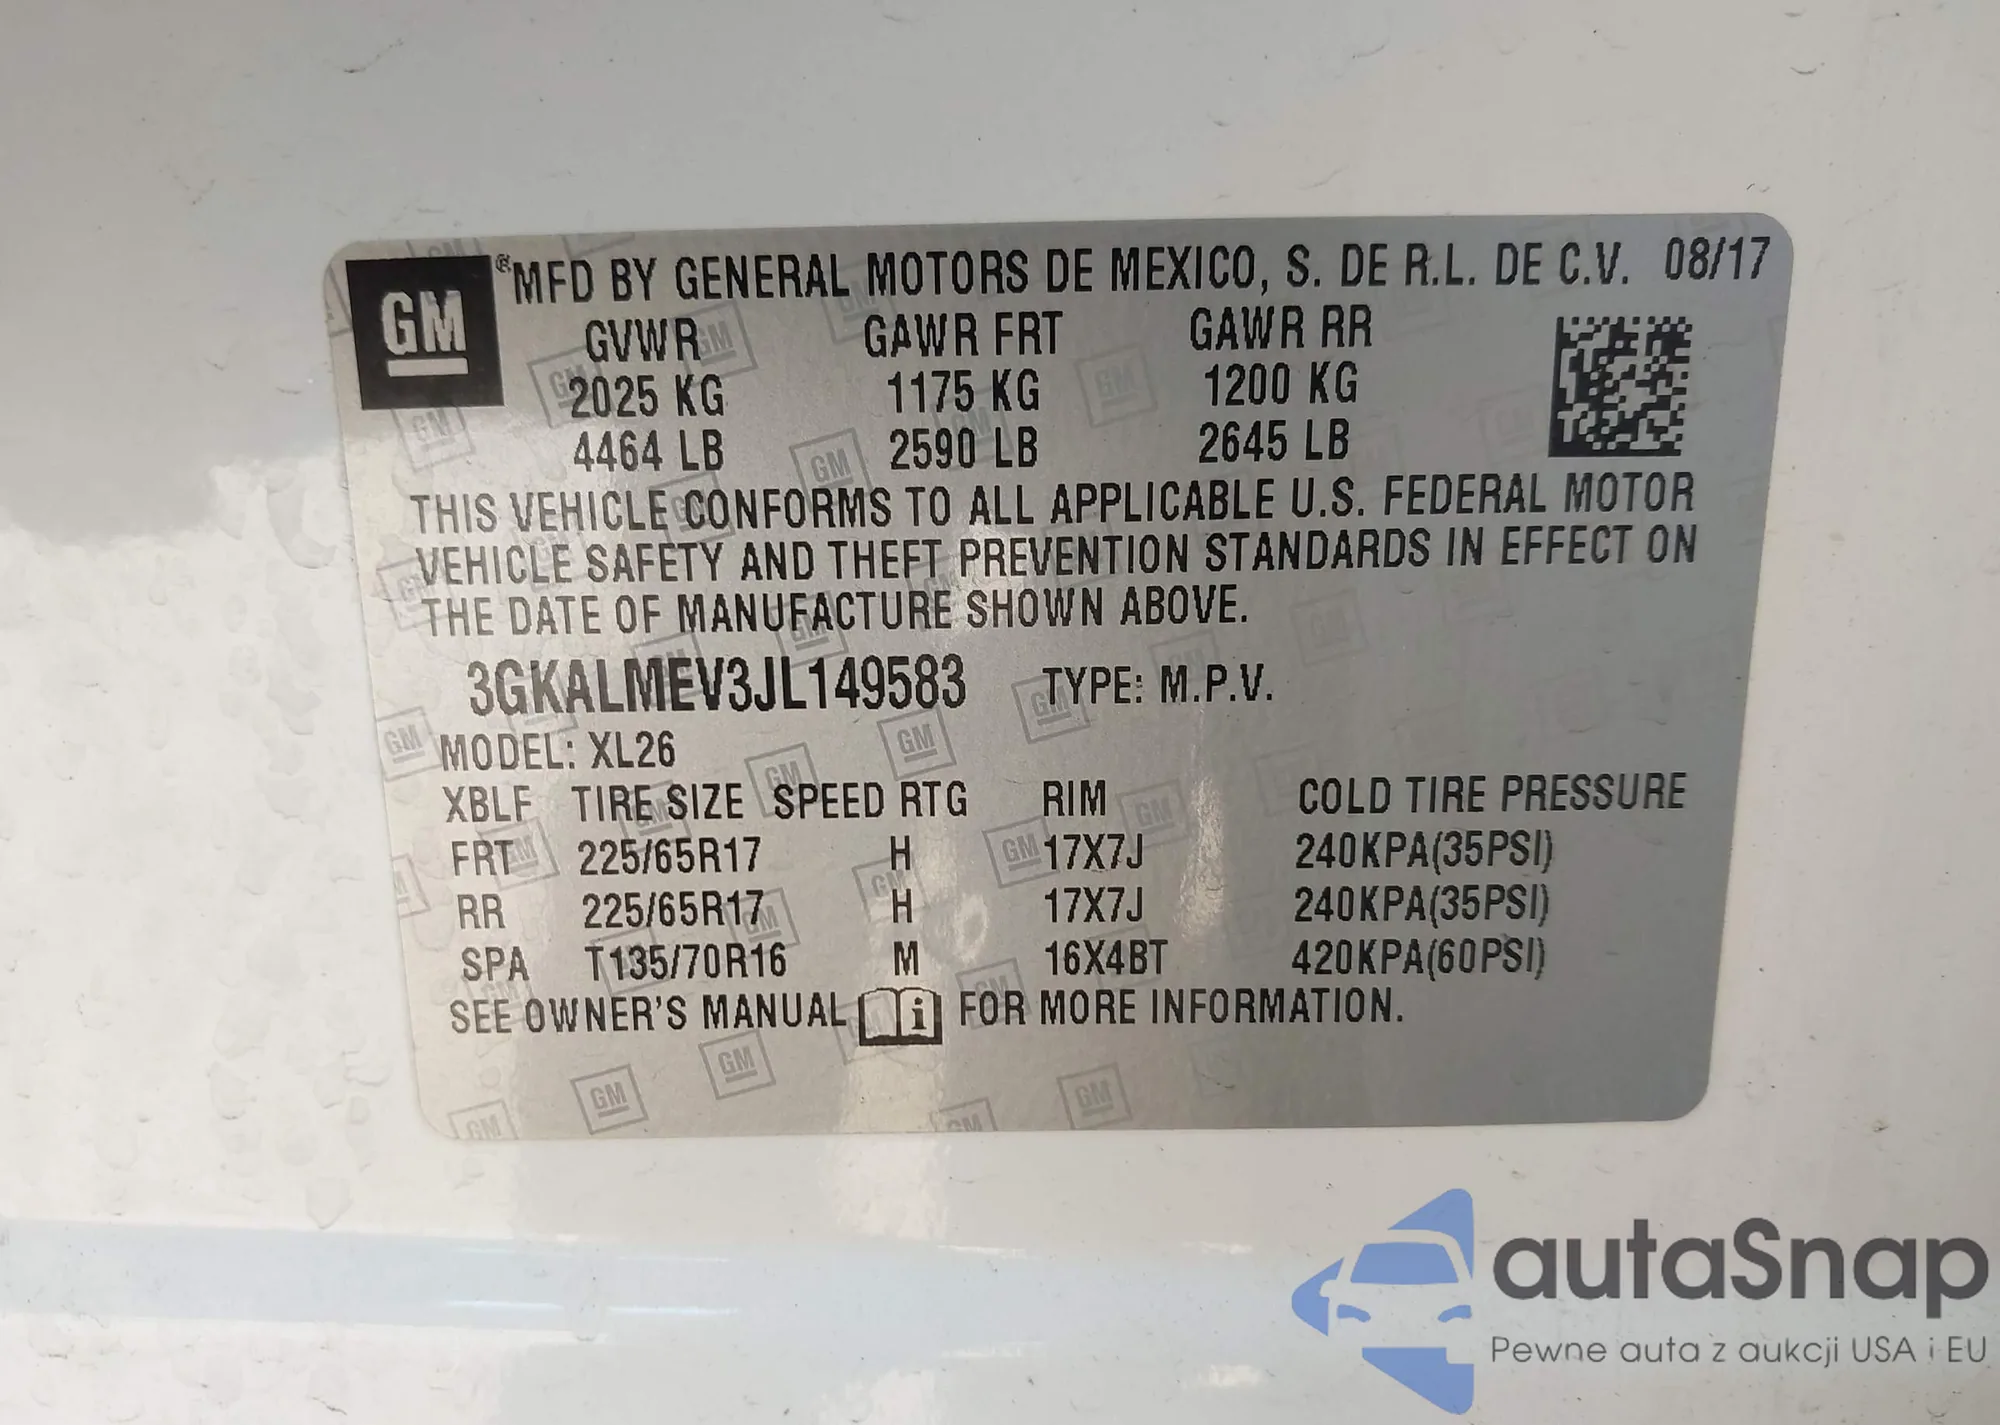 GM ® MFD BY GENERAL MOTORS DE MEXICO, S. DE R.L. DE C.V. 08/17
GVWR GAWR FRT GAWR RR
2025 KG 1175 KG 1200 KG
4464 LB 2590 LB 2645 LB
THIS VEHICLE CONFORMS TO ALL APPLICABLE U.S. FEDERAL MOTOR
VEHICLE SAFETY AND THEFT PREVENTION STANDARDS IN EFFECT ON
THE DATE OF MANUFACTURE SHOWN ABOVE.
3GKALMEV3JL149583 TYPE: M.P.V.
MODEL: XL26
XBLF TIRE SIZE SPEED RTG RIM COLD TIRE PRESSURE
FRT 225/65R17 H 17X7J 240KPA(35PSI)
RR 225/65R17 H 17X7J 240KPA(35PSI)
SPA T135/70R16 M 16X4BT 420KPA(60PSI)
SEE OWNER'S MANUAL i FOR MORE INFORMATION.
autaSnap
Pewne auta z aukcji USA i EU